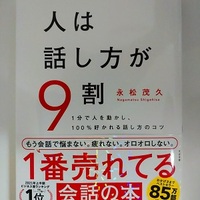 人は
話し方が
9割
永松茂久
Nagamatsu Shigehisa
1分で人を動かし、
100%好かれる話し方のコツ
もう会話で悩まない。疲れない。オロオロしない。
1番売れてる
会話の本
1位
85万部